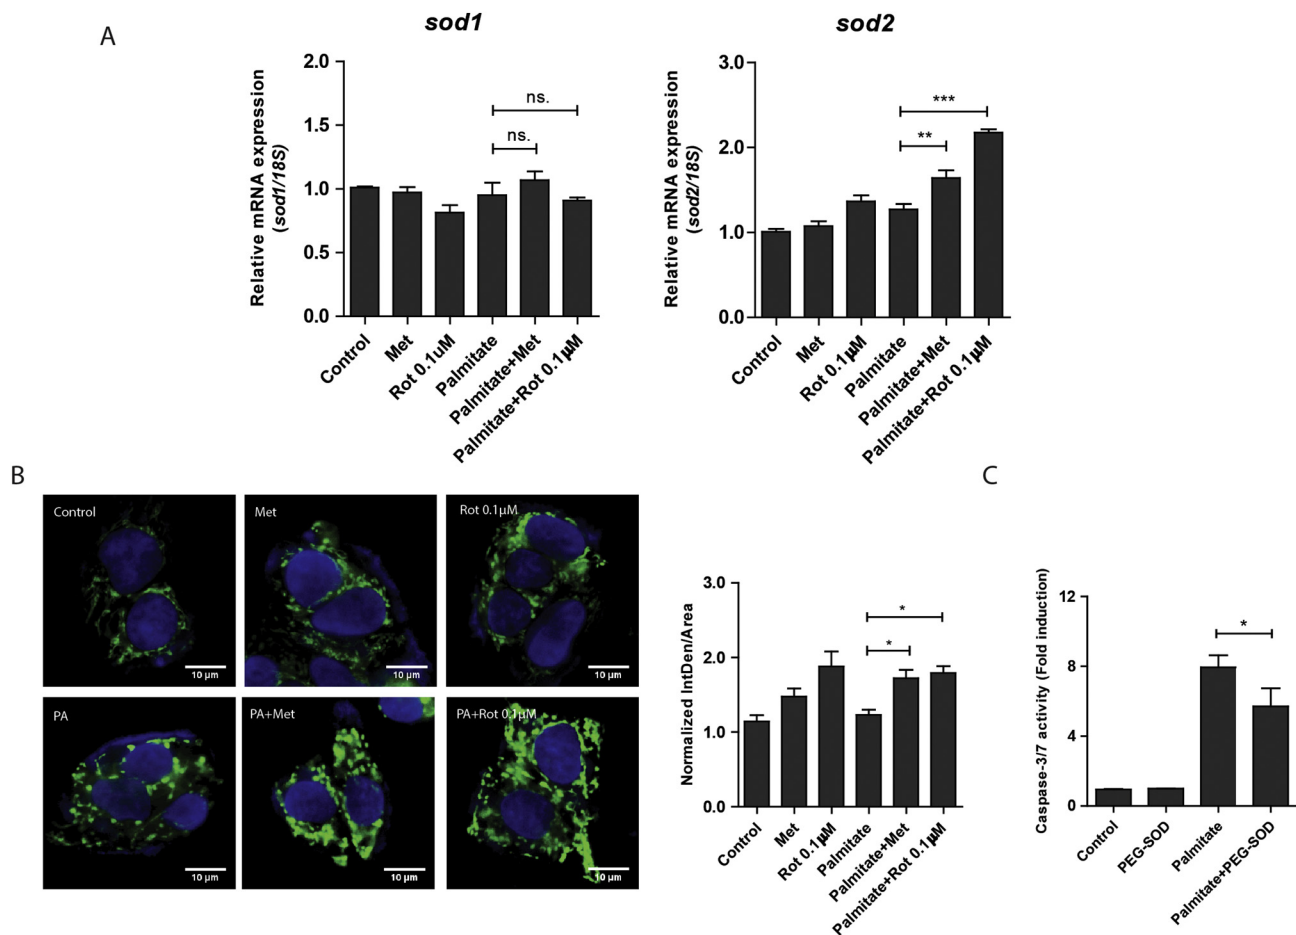 A
sod1
Relative mRNA expression
(sod1/18S)
2.0
1.5
1.0
0.5
0.0
ns.
ns.
Control
Met
Rot 0.1uM
Palmitate
Palmitate+Met
Palmitate+Rot 0.1µM
sod2
Relative mRNA expression
(sod2/18S)
3.0
2.0
1.0
0.0
***
**
Control
Met
Rot 0.1µM
Palmitate
Palmitate+Met
Palmitate+Rot 0.1µM
B
Control
10 µm
Met
10 µm
Rot 0.1µM
10 µm
PA
10 µm
PA+Met
10 µm
PA+Rot 0.1µM
10 µm
Normalized IntDen/Area
3.0
2.0
1.0
0.0
*
*
Control
Met
Rot 0.1µM
Palmitate
Palmitate+Met
Palmitate+Rot 0.1µM
C
Caspase-3/7 activity (Fold induction)
12
8
4
0
*
Control
PEG-SOD
Palmitate
Palmitate+PEG-SOD